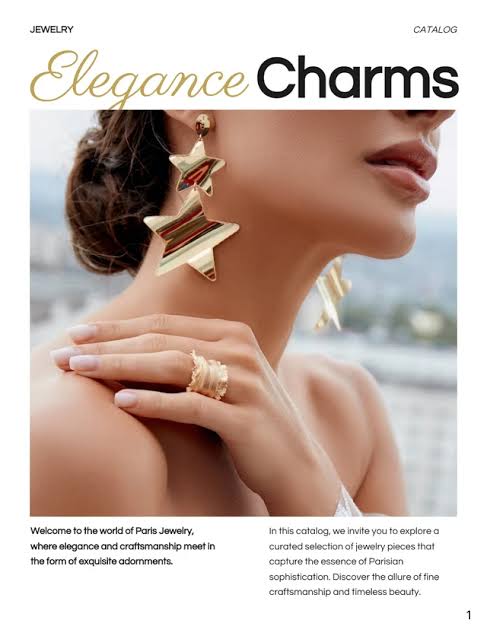 JEWELRY
CATALOG
Elegance Charms
Welcome to the world of Paris Jewelry,
where elegance and craftsmanship meet in
the form of exquisite adornments.
In this catalog, we invite you to explore a
curated selection of jewelry pieces that
capture the essence of Parisian
sophistication. Discover the allure of fine
craftsmanship and timeless beauty.
1